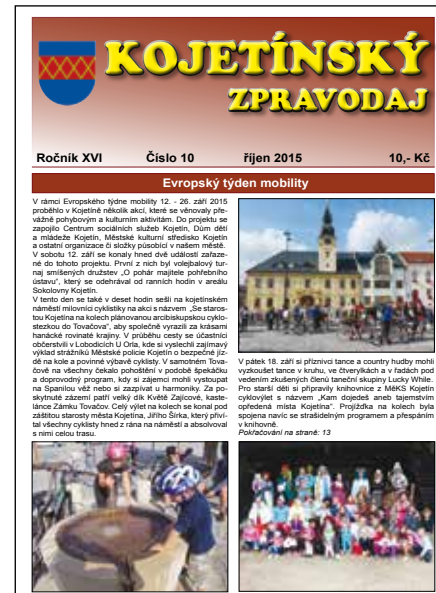 KOJETÍNSKÝ
ZPRAVODAJ
Ročník XVI Číslo 10 říjen 2015 10,- Kč
Evropský týden mobility
V rámci Evropského týdne mobility 12. - 26. září 2015
proběhlo v Kojetíně několik akcí, které se věnovaly pře-
vážně pohybovým a kulturním aktivitám. Do projektu se
zapojilo Centrum sociálních služeb Kojetín, Dům dětí
a mládeže Kojetín, Městské kulturní středisko Kojetín
a ostatní organizace či složky působící v našem městě.
V sobotu 12. září se konaly hned dvě události zařaze-
né do tohoto projektu. První z nich byl volejbalový tur-
naj smíšených družstev „O pohár majitele pohřebního
ústavu“, který se odehrával od ranních hodin v areálu
Sokolovny Kojetín.
V tento den se také v deset hodin sešli na kojetínském
náměstí milovníci cyklistiky na akci s názvem „Se staros-
tou Kojetína na kolech plánovanou arcibiskupskou cyklo-
stezkou do Tovačova“, aby společně vyrazili za krásami
hanácké rovinaté krajiny. V průběhu cesty se účastníci
občerstvili v Lobodicích U Orla, kde si vyslechli zajímavý
výklad strážníků Městské policie Kojetín o bezpečné jíz-
dě na kole a povinné výbavě cyklisty. V samotném Tova-
čově na všechny čekalo pohoštění v podobě špekáčku
a doprovodný program, kdy si zájemci mohli vystoupat
na Spanilou věž nebo si zazpívat u harmoniky. Za po-
skytnuté zázemí patří velký dík Květě Zajícové, kaste-
lánce Zámku Tovačov. Celý výlet na kolech se konal pod
záštitou starosty města Kojetína, Jiřího Šírka, který přiví-
tal všechny cyklisty hned z rána na náměstí a absolvoval
s nimi celou trasu.
V pátek 18. září si příznivci tance a country hudby mohli
vyzkoušet tance v kruhu, ve čtverylkách a v řadách pod
vedením zkušených členů taneční skupiny Lucky While.
Pro starší děti si připravily knihovnice z MěKS Kojetín
cyklovýlet s názvem „Kam dojedeš aneb tajemstvím
opředená místa Kojetína“. Projížďka na kolech byla
spojena navíc se strašidelným programem a přespáním
v knihovně.
Pokračování na straně: 13